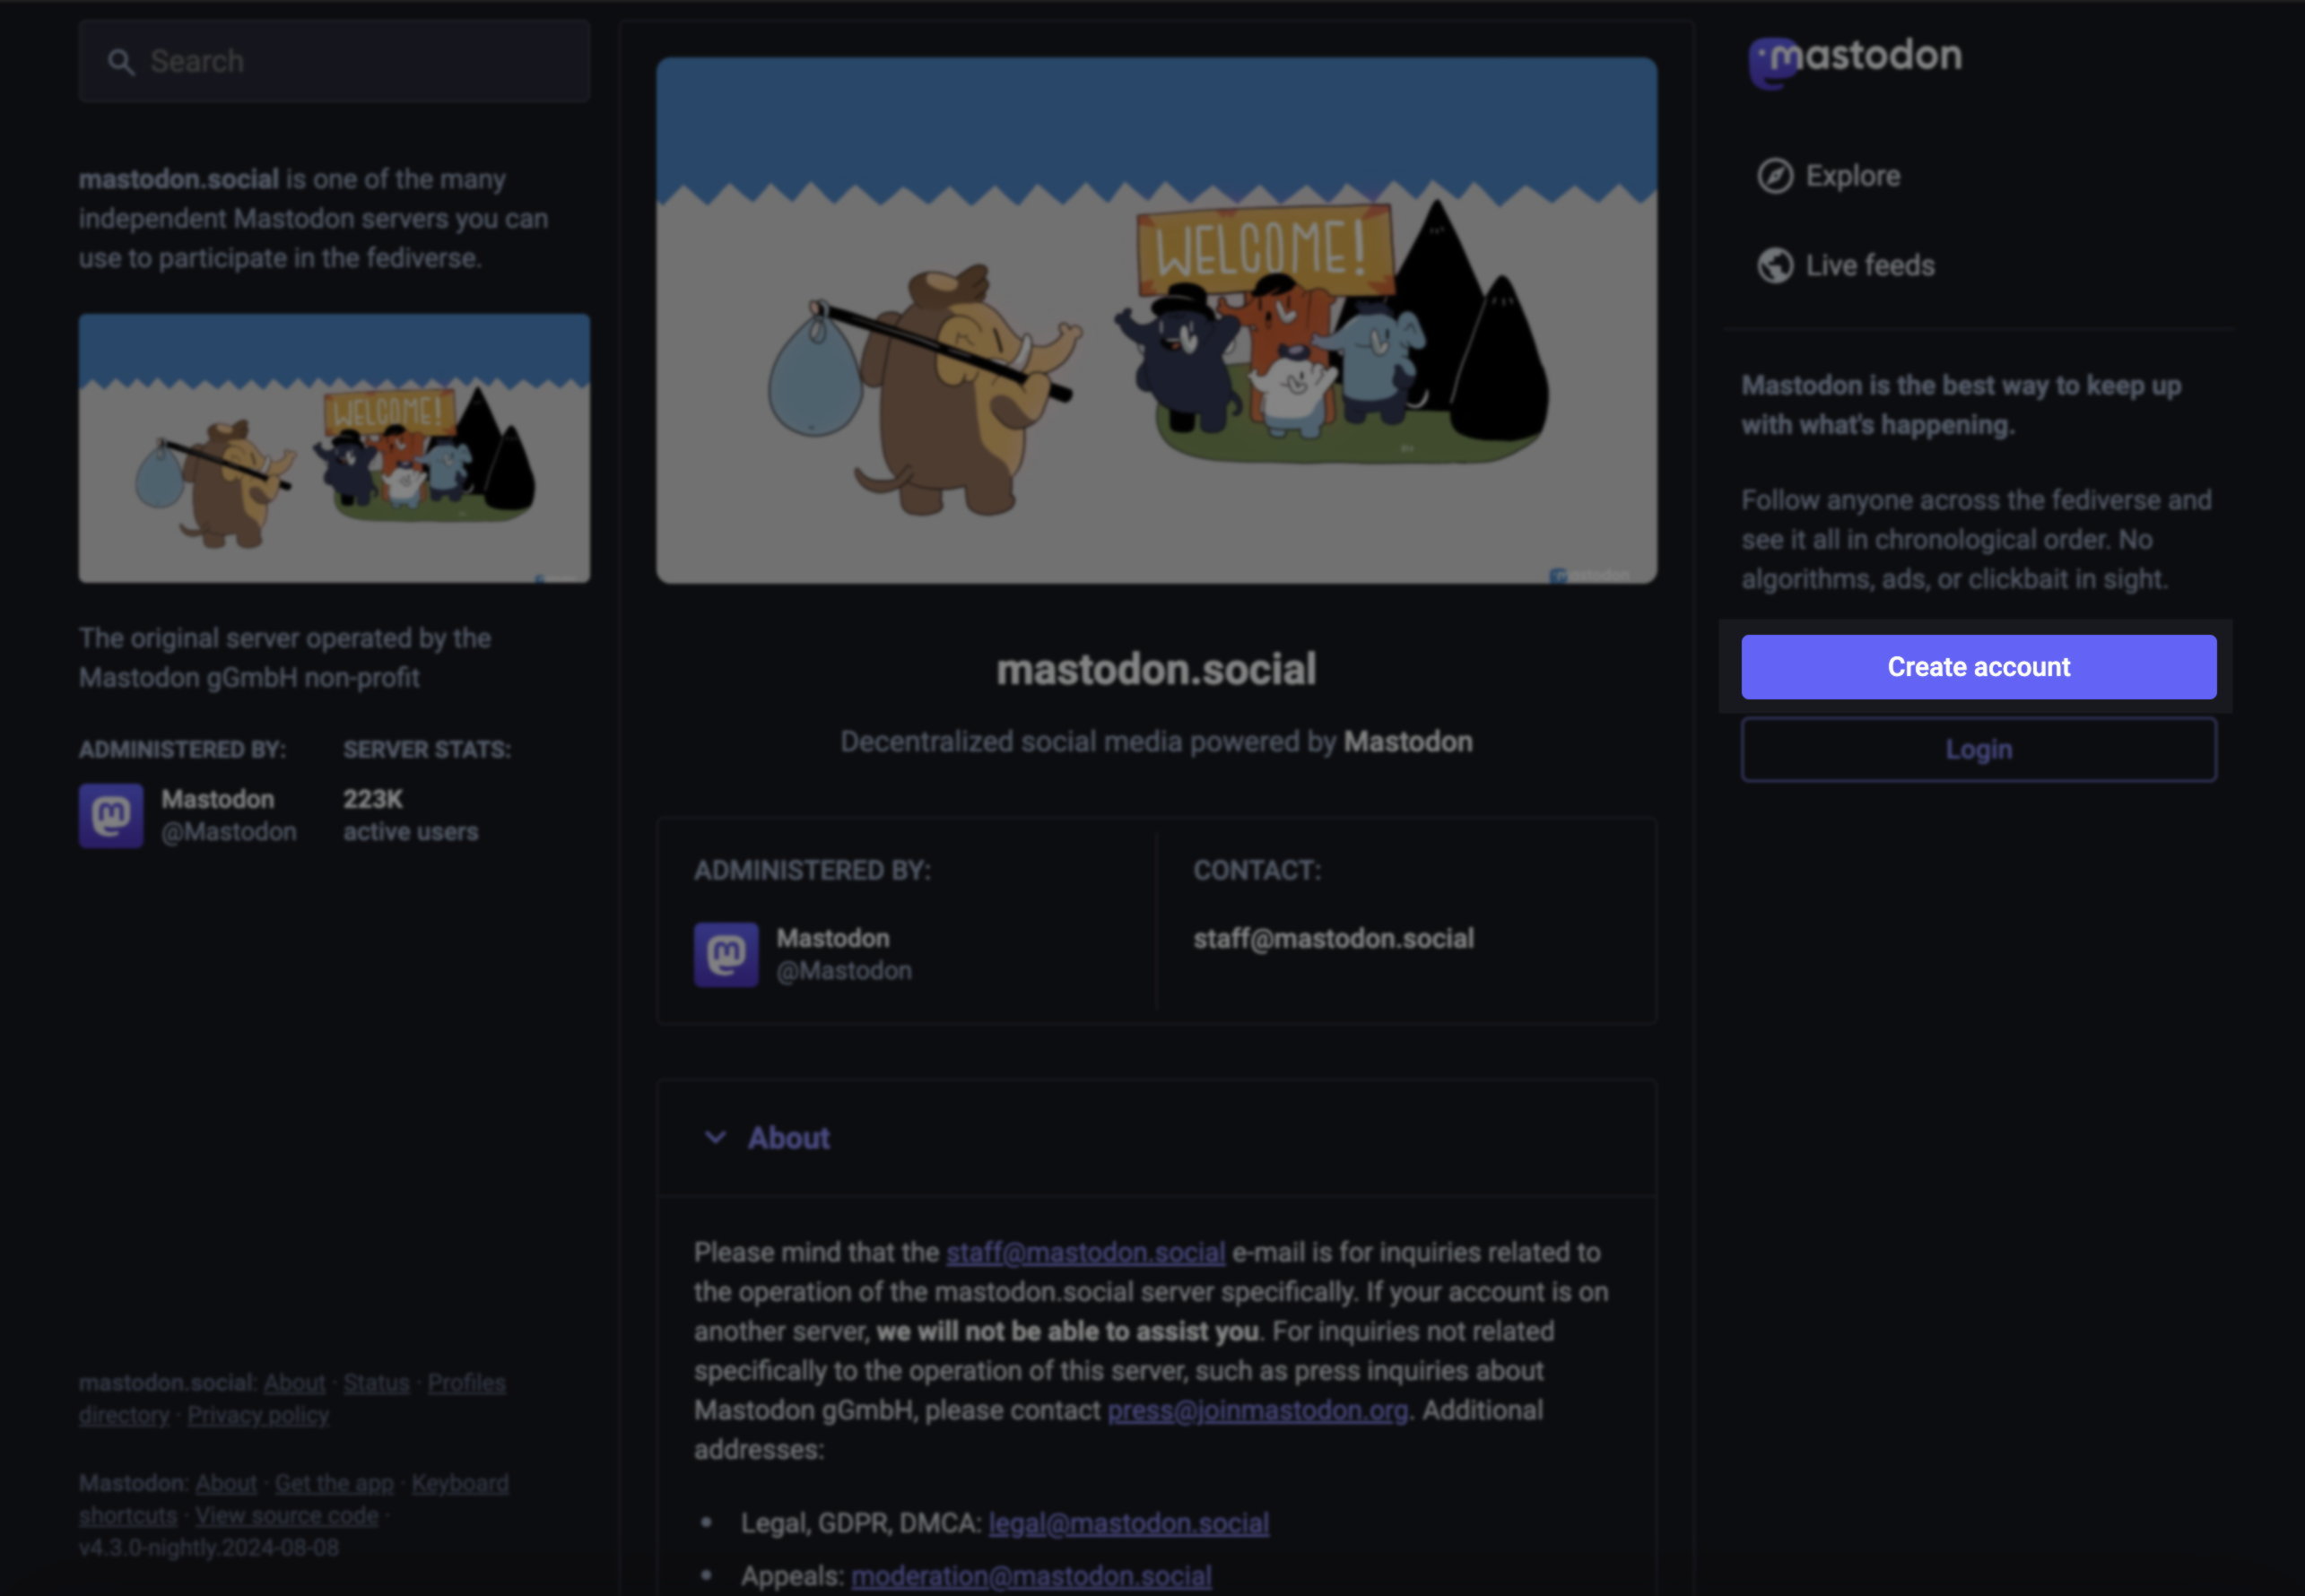 Search
mastodon.social is one of the many
independent Mastodon servers you can
use to participate in the fediverse.
WELCOME!
The original server operated by the
Mastodon gGmbH non-profit
ADMINISTERED BY:
Mastodon
@Mastodon
SERVER STATS:
223K
active users
mastodon.social: About · Status · Profiles
directory · Privacy policy
Mastodon: About · Get the app · Keyboard
shortcuts · View source code ·
v4.3.0-nightly.2024-08-08
WELCOME!
mastodon
mastodon.social
Decentralized social media powered by Mastodon
ADMINISTERED BY:
Mastodon
@Mastodon
CONTACT:
staff@mastodon.social
About
Please mind that the staff@mastodon.social e-mail is for inquiries related to
the operation of the mastodon.social server specifically. If your account is on
another server, we will not be able to assist you. For inquiries not related
specifically to the operation of this server, such as press inquiries about
Mastodon gGmbH, please contact press@joinmastodon.org. Additional
addresses:
• Legal, GDPR, DMCA: legal@mastodon.social
• Appeals: moderation@mastodon.social
mastodon
Explore
Live feeds
Mastodon is the best way to keep up
with what's happening.
Follow anyone across the fediverse and
see it all in chronological order. No
algorithms, ads, or clickbait in sight.
Create account
Login